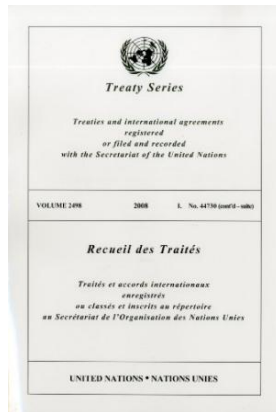 Treaty Series
Treaties and international agreements
registered
or filed and recorded
with the Secretariat of the United Nations
VOLUME 2498 2008 I. No. 44730 (cont'd - suite)
Recueil des Traités
Traités et accords internationaux
enregistrés
ou classés et inscrits au répertoire
au Secrétariat de l'Organisation des Nations Unies
UNITED NATIONS • NATIONS UNIES